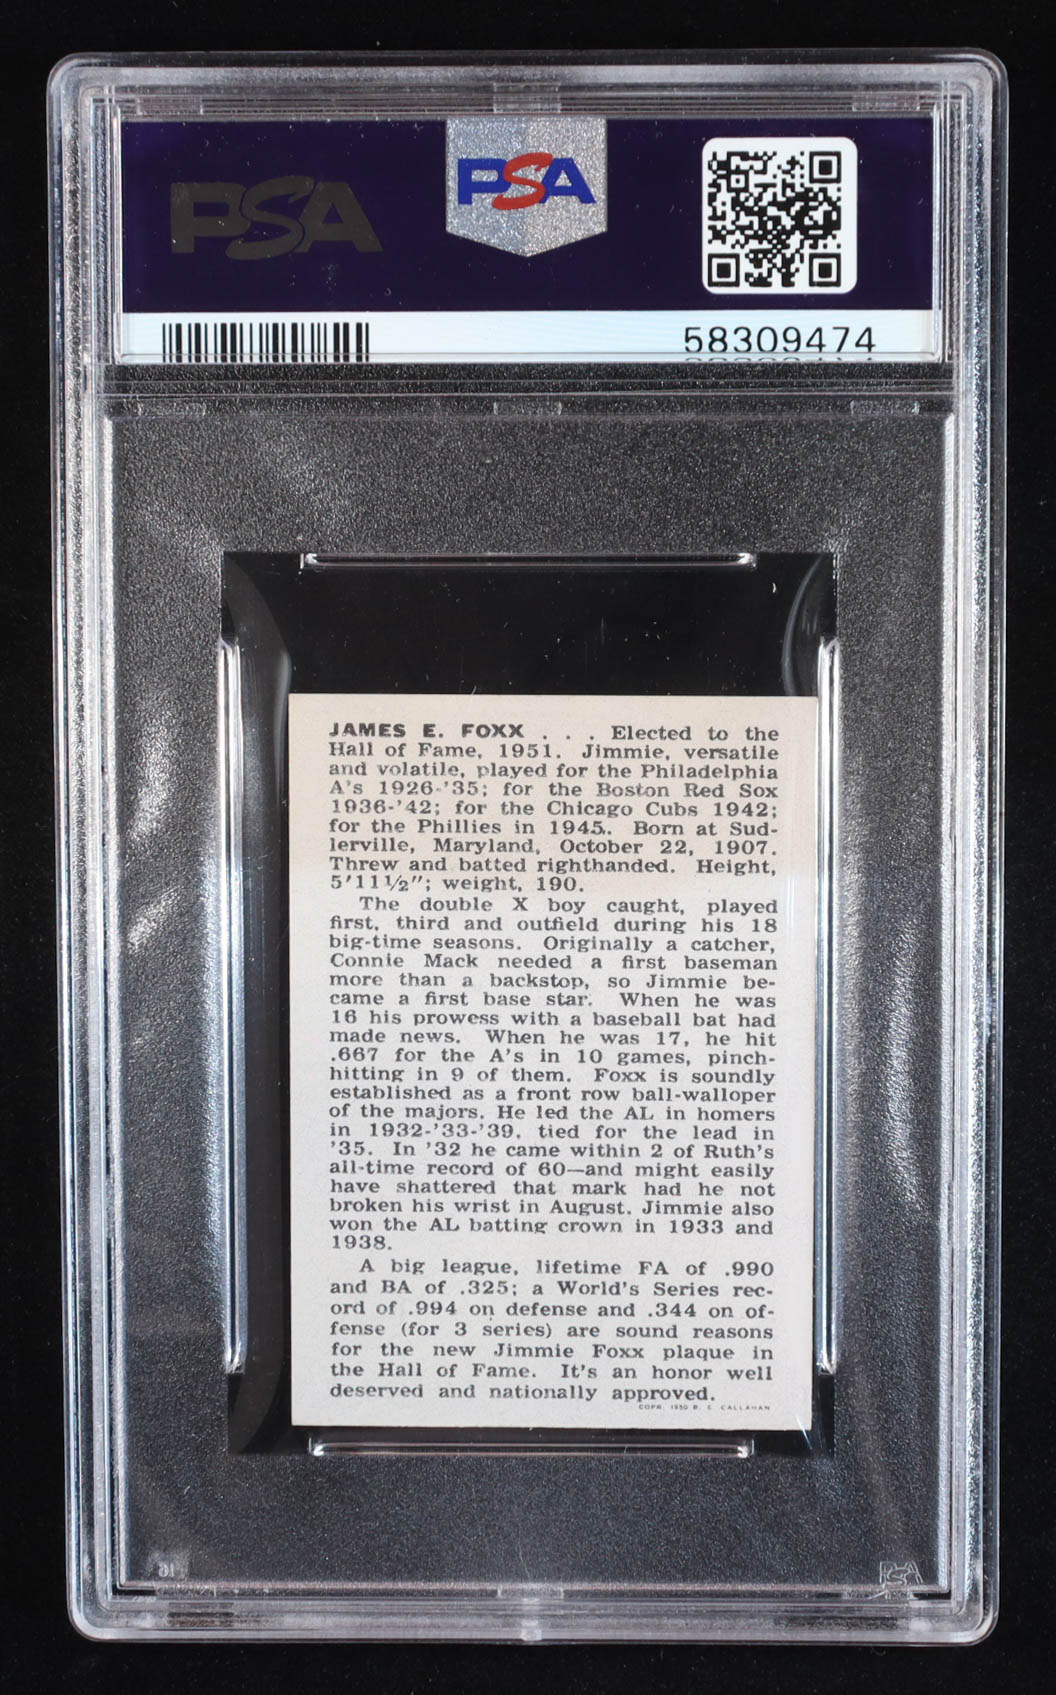 PSA
PSA
58309474
JAMES E. FOXX . . . Elected to the
Hall of Fame, 1951. Jimmie, versatile
and volatile, played for the Philadelphia
A's 1926-'35; for the Boston Red Sox
1936-'42; for the Chicago Cubs 1942;
for the Phillies in 1945. Born at Sud-
lerville, Maryland, October 22, 1907.
Threw and batted righthanded. Height,
5'11½"; weight, 190.
The double X boy caught, played
first, third and outfield during his 18
big-time seasons. Originally a catcher,
Connie Mack needed a first baseman
more than a backstop, so Jimmie be-
came a first base star. When he was
16 his prowess with a baseball bat had
made news. When he was 17, he hit
.667 for the A's in 10 games, pinch-
hitting in 9 of them. Foxx is soundly
established as a front row ball-walloper
of the majors. He led the AL in homers
in 1932-'33-'39, tied for the lead in
'35. In '32 he came within 2 of Ruth's
all-time record of 60—and might easily
have shattered that mark had he not
broken his wrist in August. Jimmie also
won the AL batting crown in 1933 and
1938.
A big league, lifetime FA of .990
and BA of .325; a World's Series rec-
ord of .994 on defense and .344 on of-
fense (for 3 series) are sound reasons
for the new Jimmie Foxx plaque in
the Hall of Fame. It's an honor well
deserved and nationally approved.
COPR. 1950 B. E. CALLAHAN
PSA